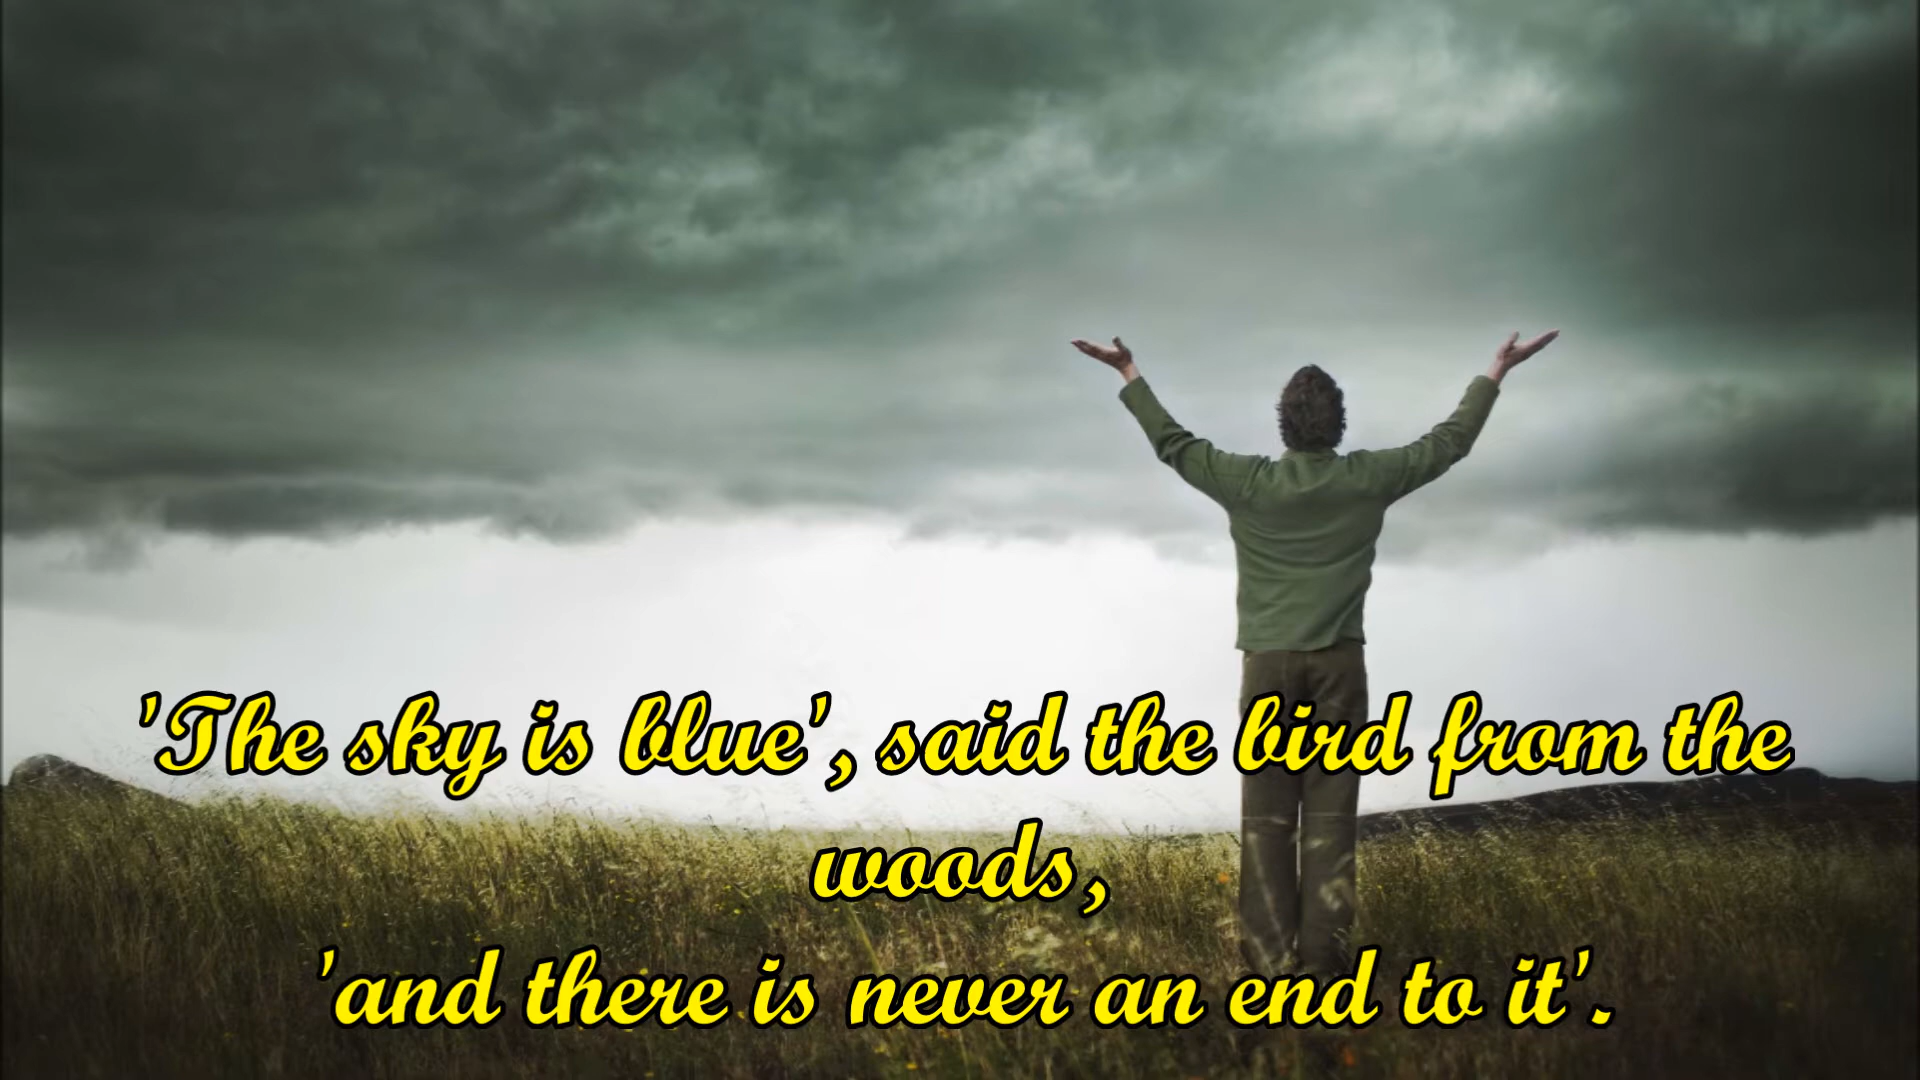 'The sky is blue', said the bird from the
woods,
'and there is never an end to it'.